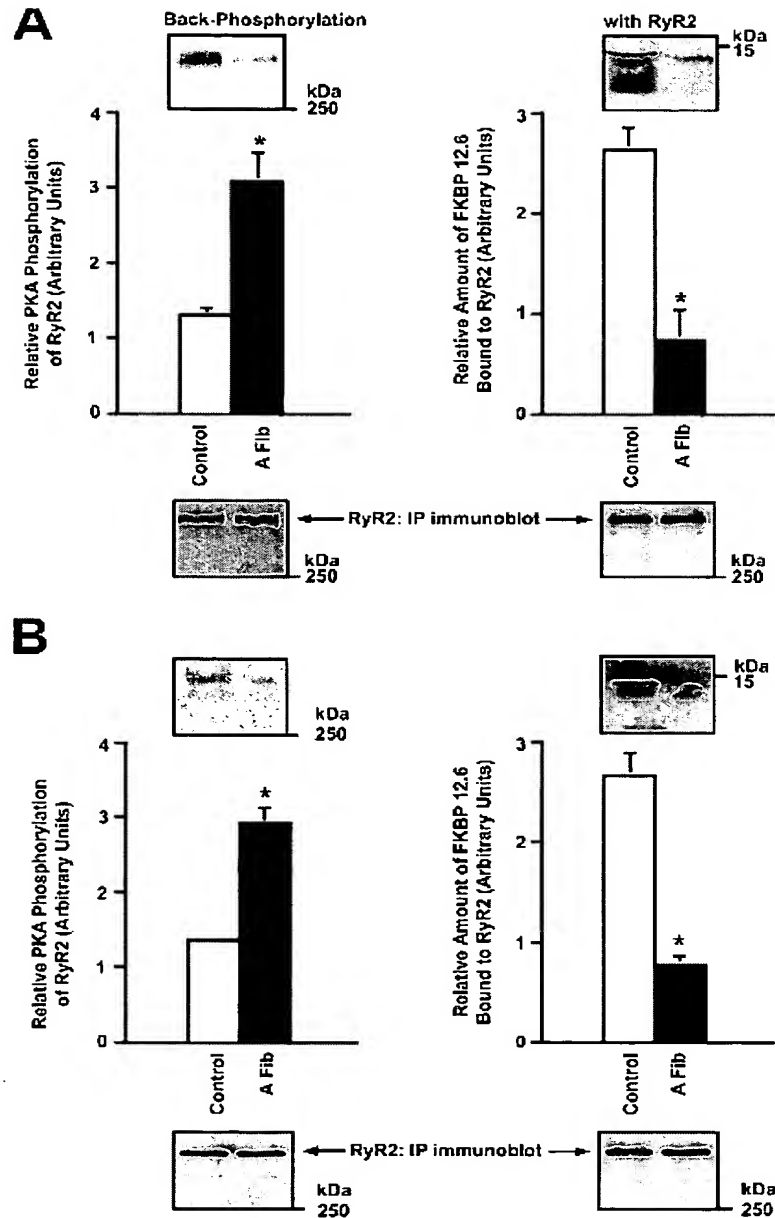 A
Back-Phosphorylation
kDa
250
Relative PKA Phosphorylation
of RyR2 (Arbitrary Units)
4
3
2
1
0
*
Control
A Fib
with RyR2
kDa
15
Relative Amount of FKBP 12.6
Bound to RyR2 (Arbitrary Units)
3
2
1
0
*
Control
A Fib
RyR2: IP immunoblot
kDa
250
kDa
250
B
kDa
250
Relative PKA Phosphorylation
of RyR2 (Arbitrary Units)
4
3
2
1
0
*
Control
A Fib
kDa
15
Relative Amount of FKBP 12.6
Bound to RyR2 (Arbitrary Units)
3
2
1
0
*
Control
A Fib
RyR2: IP immunoblot
kDa
250
kDa
250